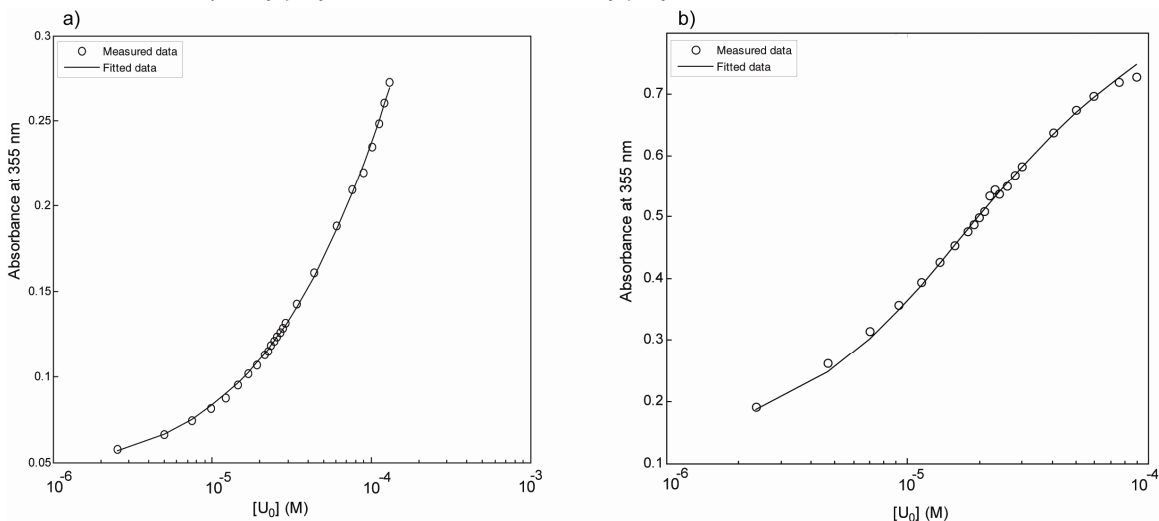 a)
Measured data
Fitted data
Absorbance at 355 nm
0.3
0.25
0.2
0.15
0.1
0.05
10⁻⁶
10⁻⁵
10⁻⁴
10⁻³
[U₀] (M)
b)
Measured data
Fitted data
Absorbance at 355 nm
0.7
0.6
0.5
0.4
0.3
0.2
0.1
10⁻⁶
10⁻⁵
10⁻⁴
[U₀] (M)